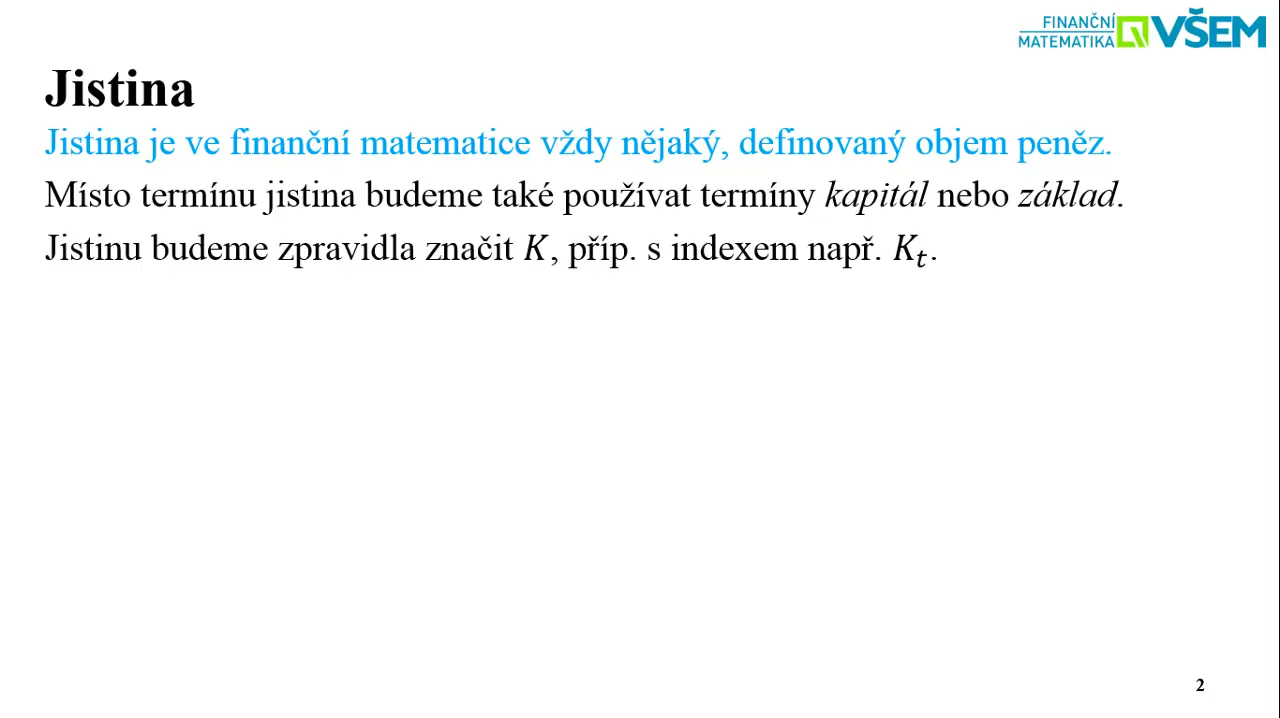 FINANČNÍ
MATEMATIKA VŠEM
Jistina
Jistina je ve finanční matematice vždy nějaký, definovaný objem peněz.
Místo termínu jistina budeme také používat termíny kapitál nebo základ.
Jistinu budeme zpravidla značit K, příp. s indexem např. Kₜ.
2